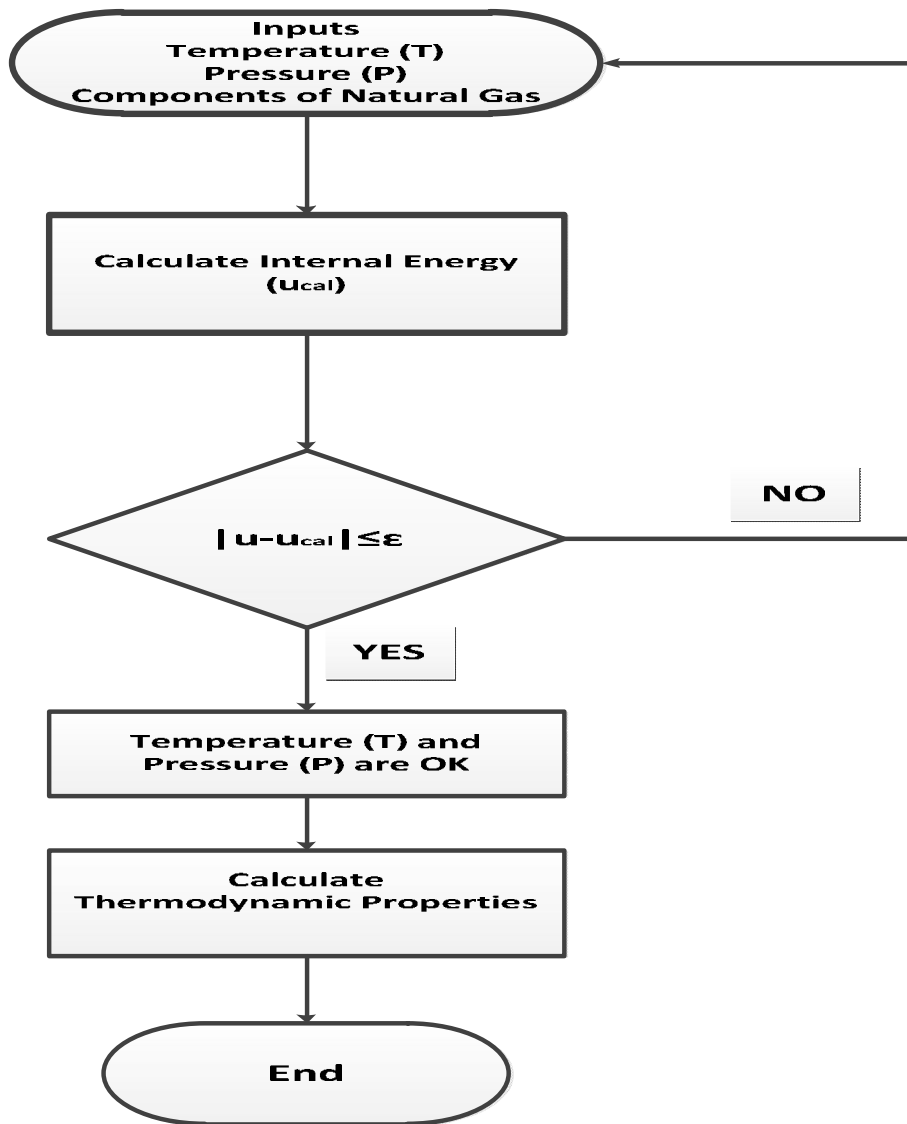 Inputs
Temperature (T)
Pressure (P)
Components of Natural Gas
Calculate Internal Energy
(ucal)
|u-ucal|≤ε
NO
YES
Temperature (T) and
Pressure (P) are OK
Calculate
Thermodynamic Properties
End